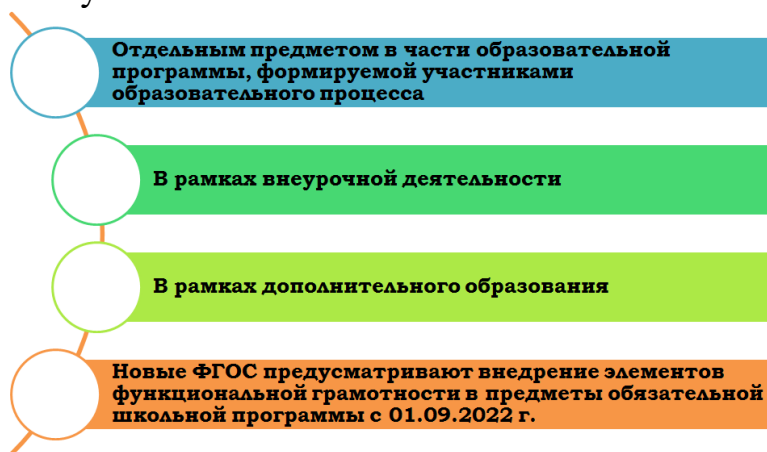 Отдельным предметом в части образовательной
программы, формируемой участниками
образовательного процесса
В рамках внеурочной деятельности
В рамках дополнительного образования
Новые ФГОС предусматривают внедрение элементов
функциональной грамотности в предметы обязательной
школьной программы с 01.09.2022 г.